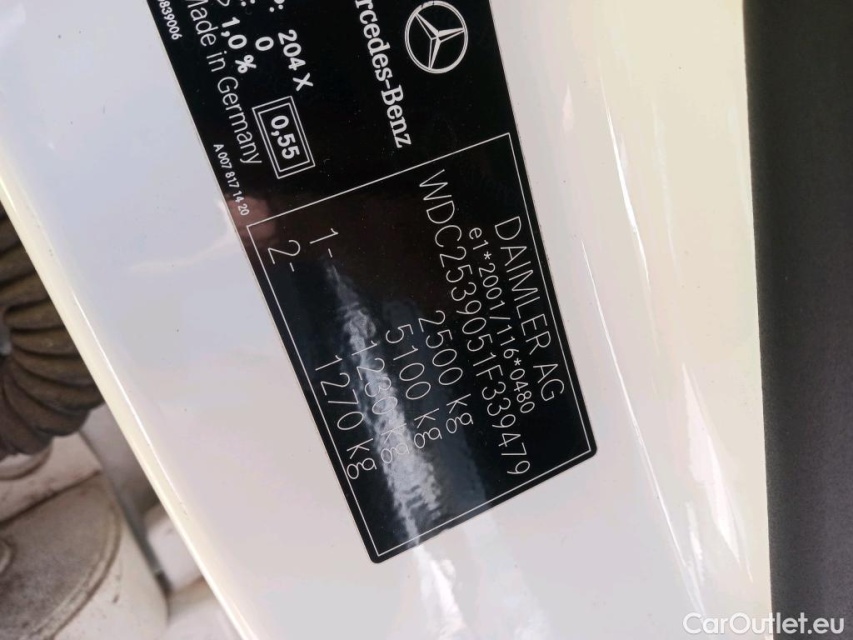 Mercedes-Benz
DAIMLER AG
e1*2001/116*0480
WDC2539051F339479
2500 kg
5100 kg
1- 1230 kg
2- 1270 kg
: 204 X
: 0
1,0 %
0,55
Made in Germany
A 007 817 14 20
839006
CarOutlet.eu